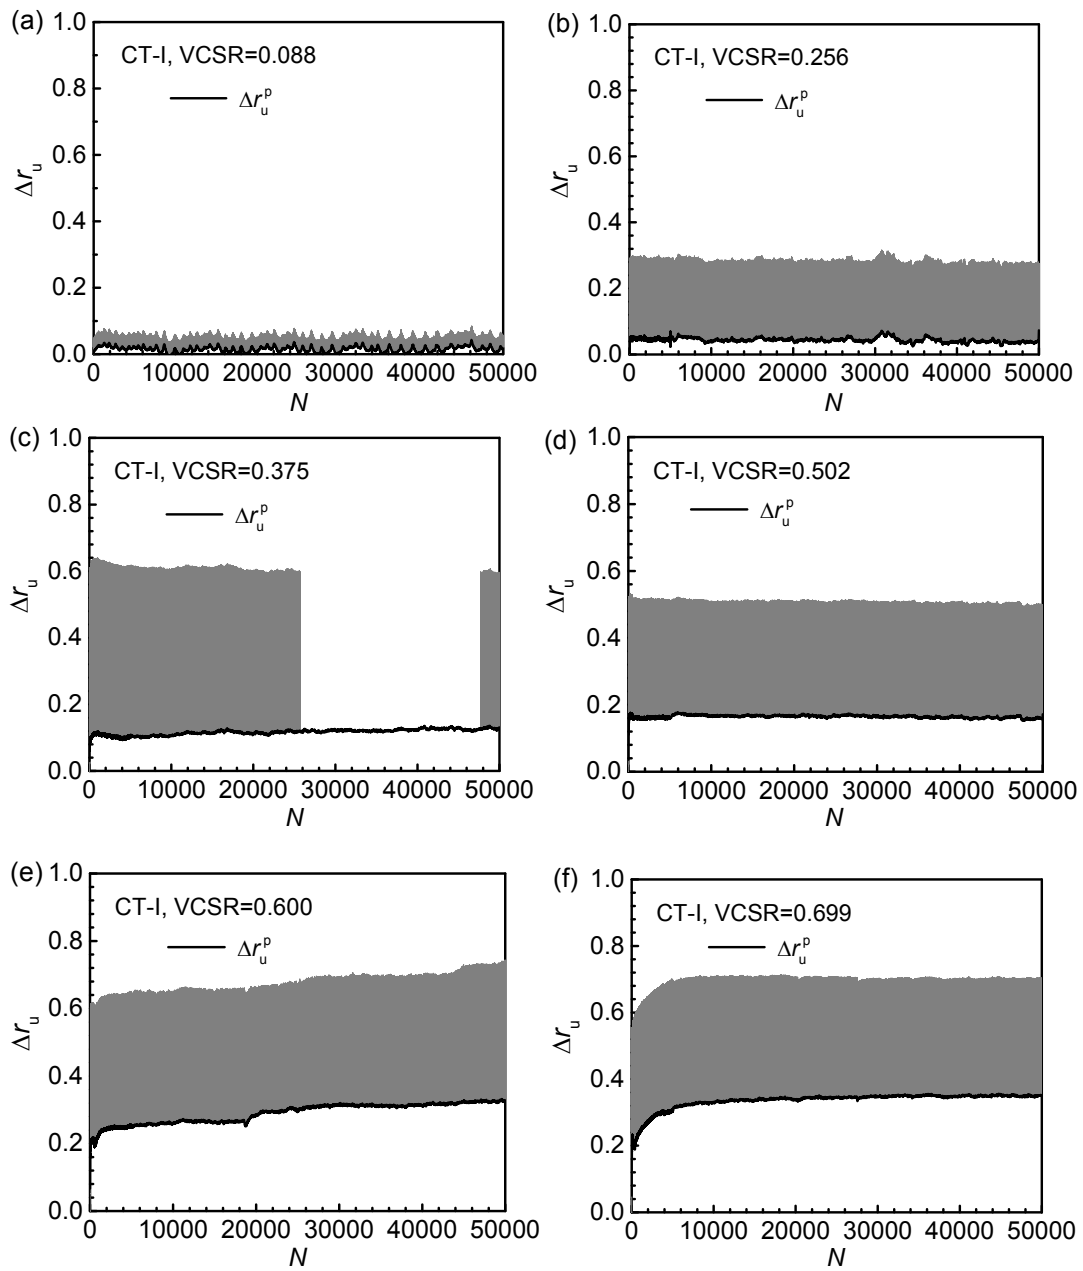 (a)
CT-I, VCSR=0.088
Δr_u^p
1.0
0.8
0.6
0.4
0.2
0.0
Δr_u
0 10000 20000 30000 40000 50000
N
(b)
CT-I, VCSR=0.256
Δr_u^p
1.0
0.8
0.6
0.4
0.2
0.0
Δr_u
0 10000 20000 30000 40000 50000
N
(c)
CT-I, VCSR=0.375
Δr_u^p
1.0
0.8
0.6
0.4
0.2
0.0
Δr_u
0 10000 20000 30000 40000 50000
N
(d)
CT-I, VCSR=0.502
Δr_u^p
1.0
0.8
0.6
0.4
0.2
0.0
Δr_u
0 10000 20000 30000 40000 50000
N
(e)
CT-I, VCSR=0.600
Δr_u^p
1.0
0.8
0.6
0.4
0.2
0.0
Δr_u
0 10000 20000 30000 40000 50000
N
(f)
CT-I, VCSR=0.699
Δr_u^p
1.0
0.8
0.6
0.4
0.2
0.0
Δr_u
0 10000 20000 30000 40000 50000
N